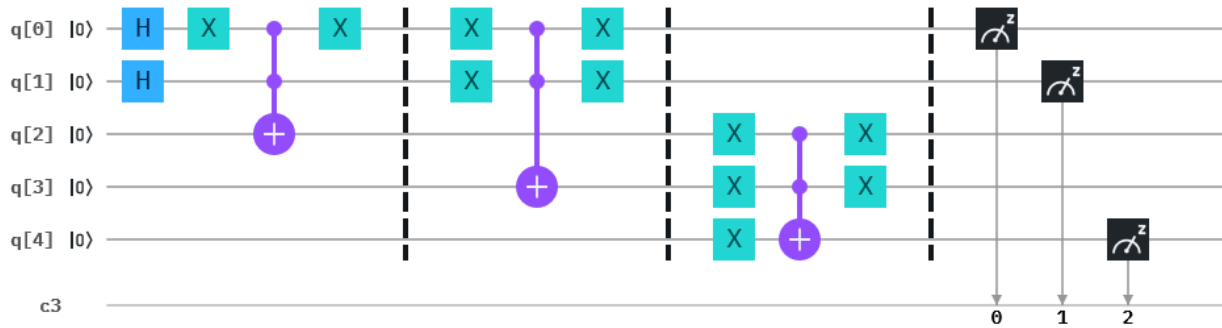 q[0] |0⟩ H X X X X z
q[1] |0⟩ H X X z
q[2] |0⟩ + X X
q[3] |0⟩ + X X
q[4] |0⟩ X + z
c3 0 1 2